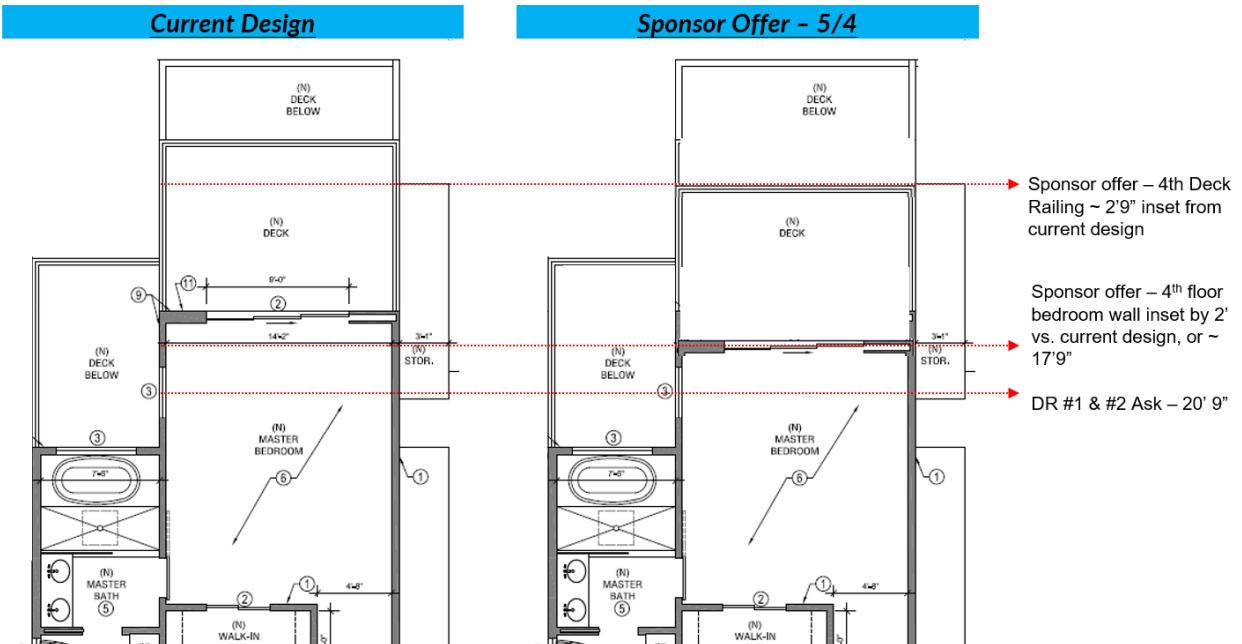 Current Design
Sponsor Offer – 5/4
(N)
DECK
BELOW
(N)
DECK
9'-0"
11
9
2
14'-2"
3'-1"
(N)
STOR.
(N)
DECK
BELOW
3
3
(N)
MASTER
BEDROOM
7'-6"
6
1
(N)
MASTER
BATH
5
1
4'-8"
2
(N)
WALK-IN
(N)
DECK
BELOW
(N)
DECK
3'-1"
(N)
STOR.
(N)
DECK
BELOW
3
3
(N)
MASTER
BEDROOM
7'-6"
6
1
(N)
MASTER
BATH
5
1
4'-8"
2
(N)
WALK-IN
Sponsor offer – 4th Deck
Railing ~ 2'9” inset from
current design
Sponsor offer – 4th floor
bedroom wall inset by 2'
vs. current design, or ~
17'9”
DR #1 & #2 Ask – 20' 9”